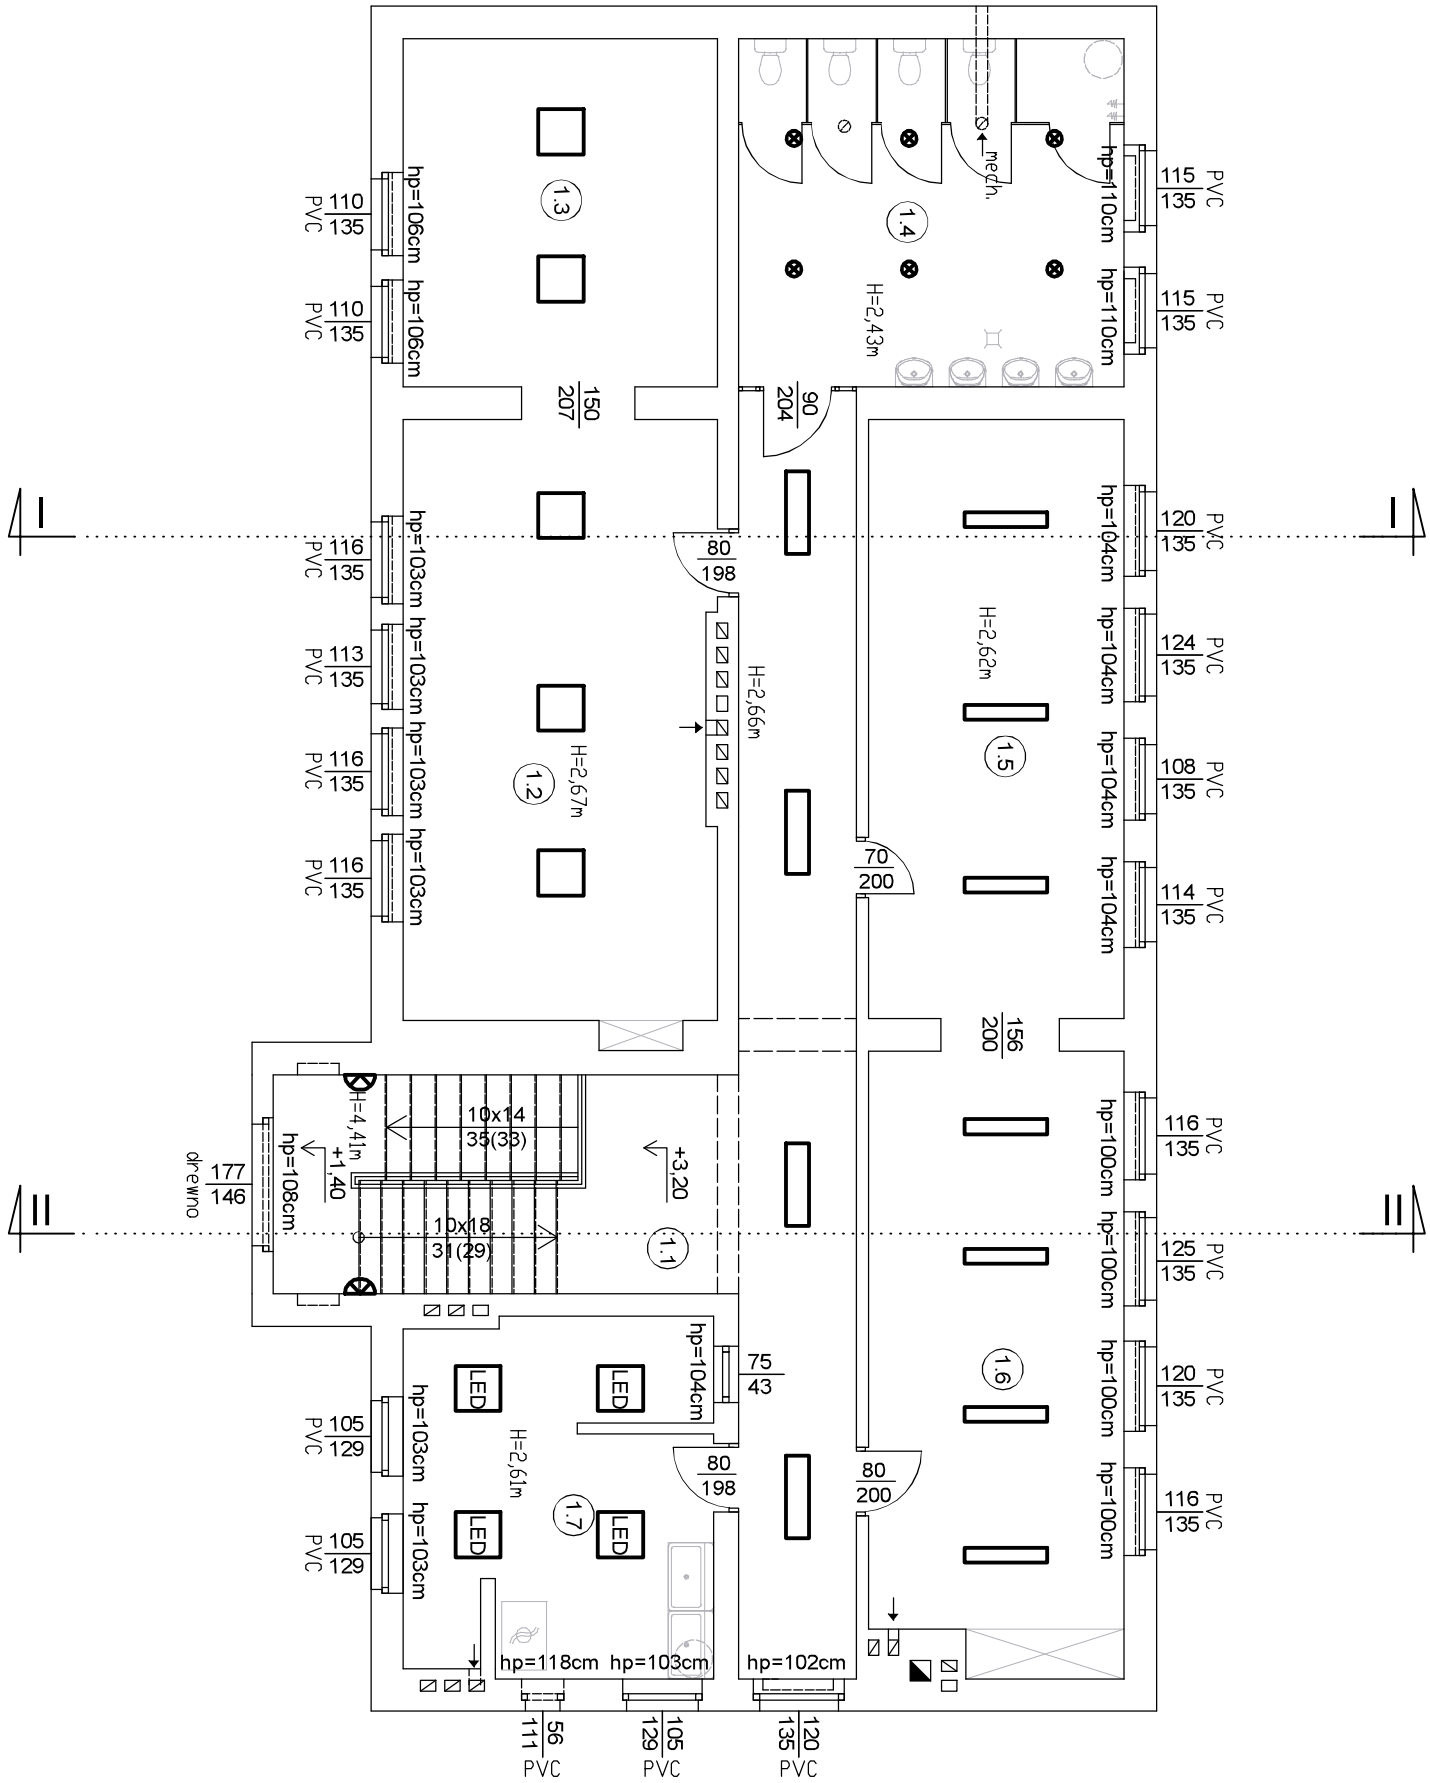 mech.
hp=110cm
115
135
PVC
1.3
hp=106cm
110
135
PVC
1.4
hp=110cm
115
135
PVC
H=2,43m
hp=106cm
110
135
PVC
150
207
90
204
I
I
hp=104cm
120
135
PVC
hp=103cm
116
135
PVC
80
198
H=2,62m
hp=104cm
124
135
PVC
hp=103cm
113
135
PVC
H=2,66m
1.5
hp=104cm
108
135
PVC
hp=103cm
116
135
PVC
1.2
H=2,67m
70
200
hp=103cm
116
135
PVC
hp=104cm
114
135
PVC
156
200
H=4,41m
10x14
35(33)
hp=100cm
116
135
PVC
drewno
177
146
hp=108cm
+1,40
+3,20
II
II
10x18
31(29)
1.1
hp=100cm
125
135
PVC
hp=104cm
75
43
1.6
hp=100cm
120
135
PVC
LED
LED
hp=103cm
105
129
PVC
H=2,61m
80
198
80
200
hp=100cm
116
135
PVC
1.7
LED
LED
hp=103cm
105
129
PVC
hp=118cm
hp=103cm
hp=102cm
56
111
PVC
105
129
PVC
120
135
PVC